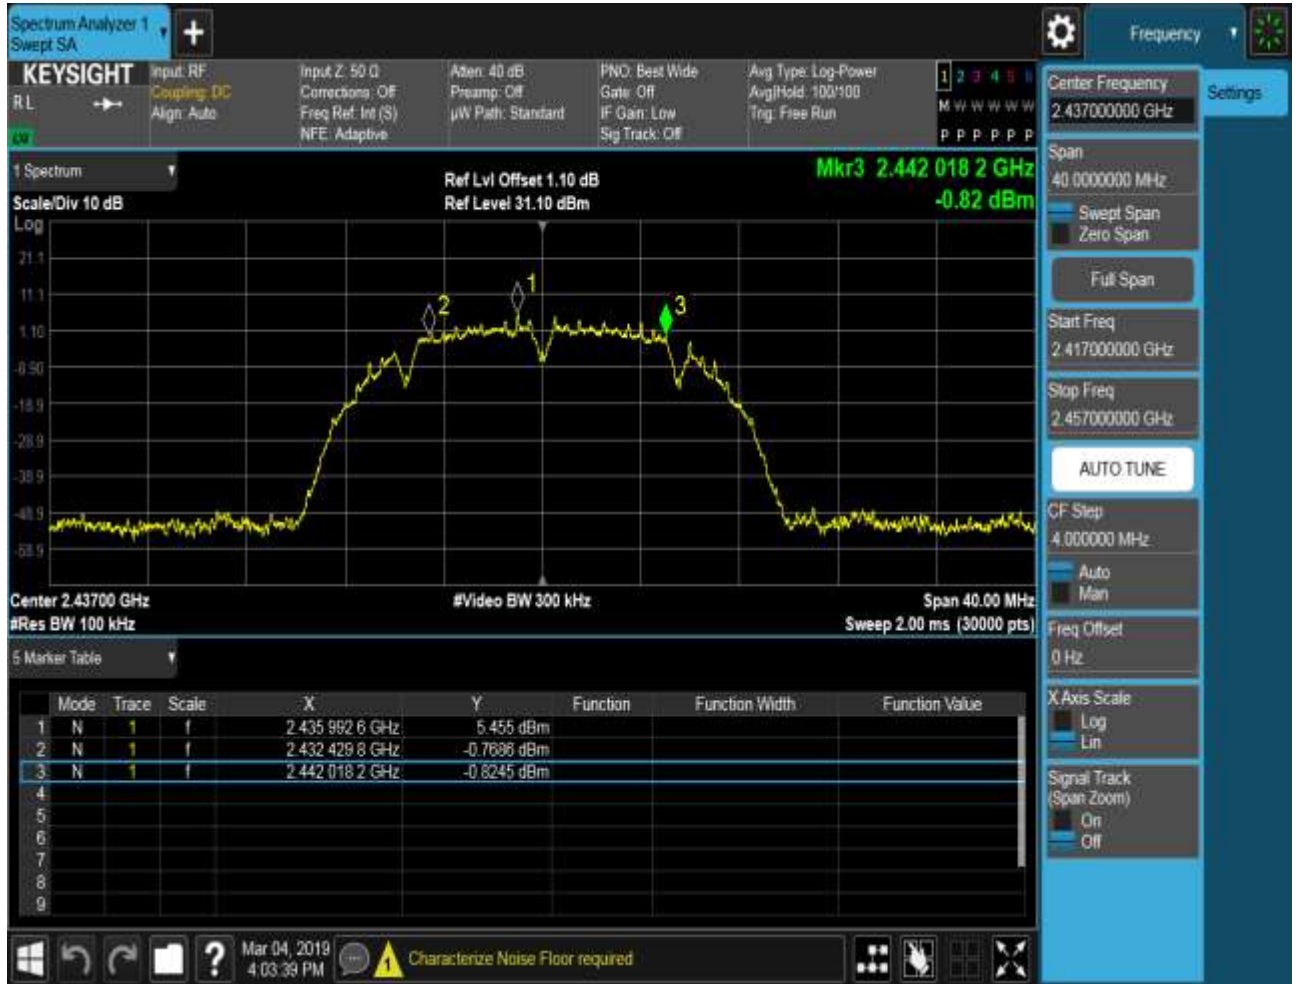 Spectrum Analyzer 1
Swept SA
+
Frequency
KEYSIGHT
RL
Input: RF
Coupling: DC
Align: Auto
Input Z: 50 Ω
Corrections: Off
Freq Ref: Int (S)
NFE: Adaptive
Atten: 40 dB
Preamp: Off
µW Path: Standard
PNO: Best Wide
Gate: Off
IF Gain: Low
Sig Track: Off
Avg Type: Log-Power
Avg|Hold: 100/100
Trig: Free Run
1 2 3 4 5 6
M W W W W W
P P P P P P
1 Spectrum
Scale/Div 10 dB
Ref Lvl Offset 1.10 dB
Ref Level 31.10 dBm
Mkr3 2.442 018 2 GHz
-0.82 dBm
Log
21.1
11.1
1.10
-8.90
-18.9
-28.9
-38.9
-48.9
-58.9
1
2
3
Center 2.43700 GHz
#Res BW 100 kHz
#Video BW 300 kHz
Span 40.00 MHz
Sweep 2.00 ms (30000 pts)
5 Marker Table
Mode Trace Scale X Y Function Function Width Function Value
1 N 1 f 2.435 992 6 GHz 5.455 dBm
2 N 1 f 2.432 429 8 GHz -0.7686 dBm
3 N 1 f 2.442 018 2 GHz -0.8245 dBm
4
5
6
7
8
9
Settings
Center Frequency
2.437000000 GHz
Span
40.0000000 MHz
Swept Span
Zero Span
Full Span
Start Freq
2.417000000 GHz
Stop Freq
2.457000000 GHz
AUTO TUNE
CF Step
4.000000 MHz
Auto
Man
Freq Offset
0 Hz
X Axis Scale
Log
Lin
Signal Track
(Span Zoom)
On
Off
?
Mar 04, 2019
4:03:39 PM
1
Characterize Noise Floor required